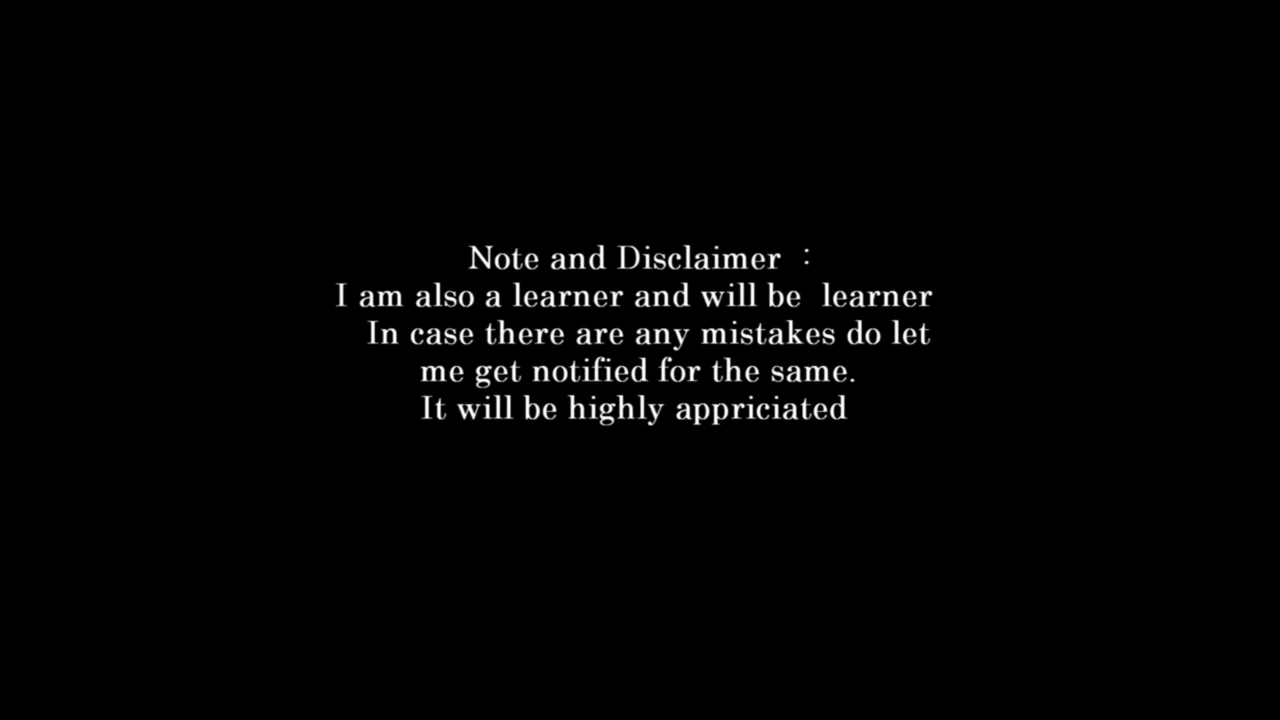 Note and Disclaimer :
I am also a learner and will be learner
In case there are any mistakes do let
me get notified for the same.
It will be highly appriciated